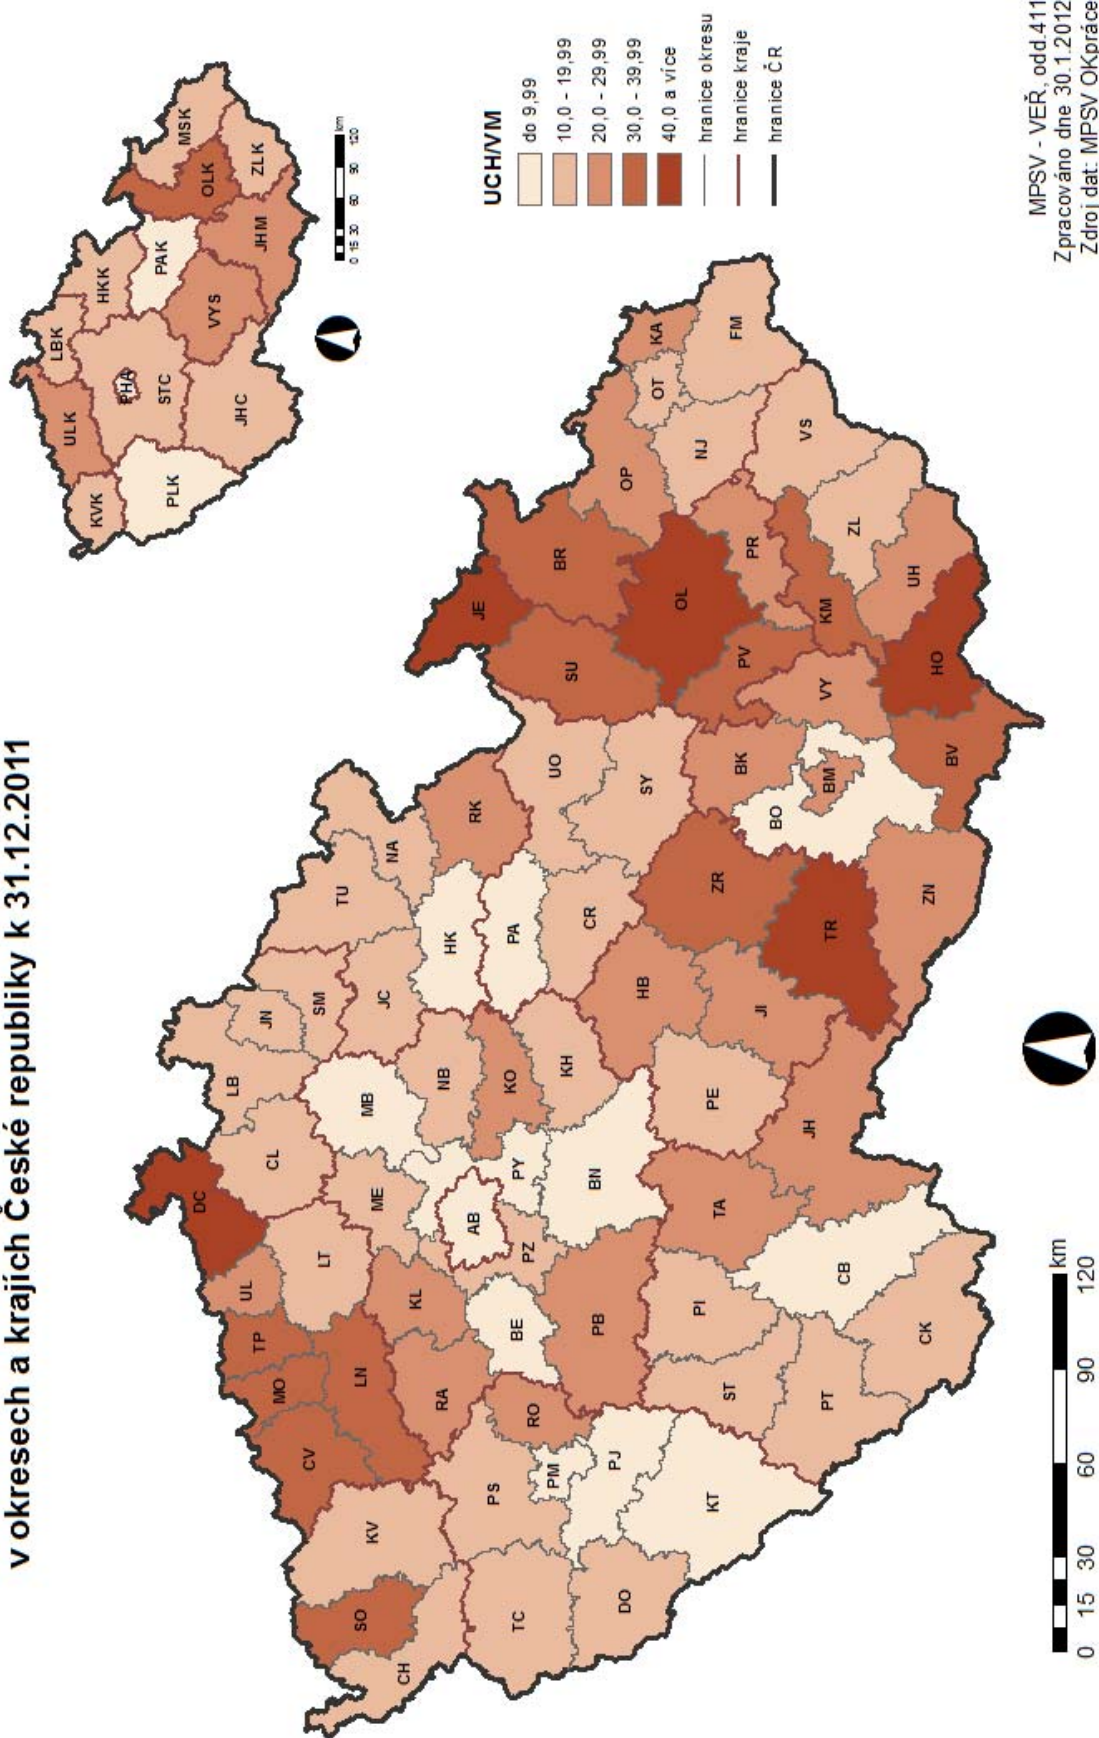 v okresech a krajích České republiky k 31.12.2011
KVK
ULK
LBK
HKK
PLK
PHA
STC
PAK
MSK
OLK
ZLK
JHC
VYS
JHM
0 15 30 60 90 120 km
UCH/VM
do 9,99
10,0 - 19,99
20,0 - 29,99
30,0 - 39,99
40,0 a více
hranice okresu
hranice kraje
hranice ČR
DC
LB
JN
CL
SM
TU
UL
TP
MO
LT
MB
JC
NA
CV
LN
ME
NB
HK
RK
JE
SO
KV
KL
AB
KO
PA
UO
SU
BR
CH
RA
PY
KH
CR
SY
OL
OP
OT
KA
PS
BE
PZ
BN
HB
ZR
BK
PV
PR
NJ
FM
TC
RO
PB
PE
JI
BO
BM
VY
KM
ZL
VS
PM
PJ
PI
TA
TR
HO
UH
DO
KT
ST
CB
JH
ZN
BV
PT
CK
0 15 30 60 90 120
km
MPSV - VEŘ, odd.411
Zpracováno dne 30.1.2012
Zdroj dat: MPSV OKpráce